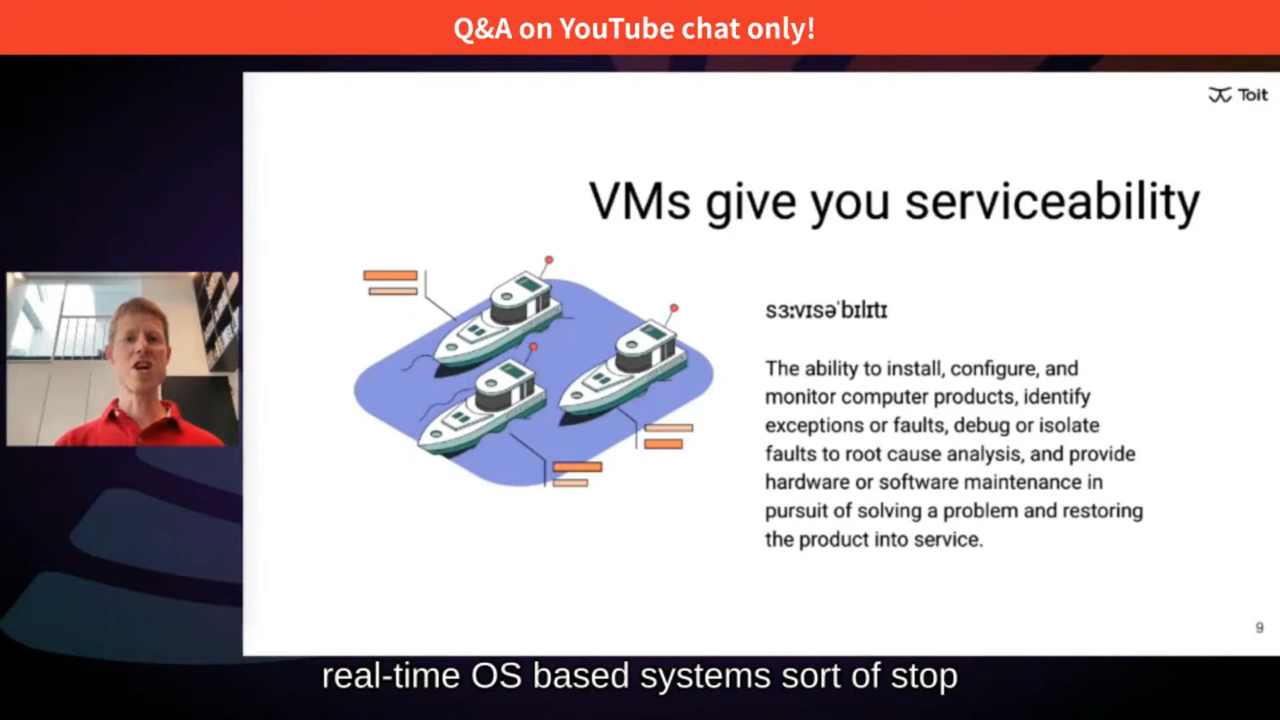 Q&A on YouTube chat only!
Toit
VMs give you serviceability
sɜːvɪsəˈbɪlɪtɪ
The ability to install, configure, and
monitor computer products, identify
exceptions or faults, debug or isolate
faults to root cause analysis, and provide
hardware or software maintenance in
pursuit of solving a problem and restoring
the product into service.
9
real-time OS based systems sort of stop